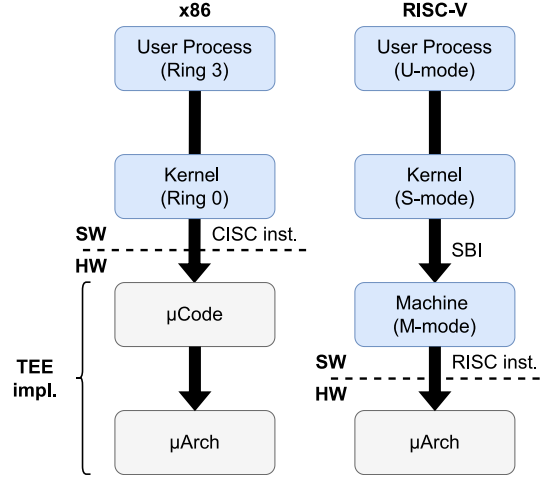 x86
RISC-V
User Process
(Ring 3)
User Process
(U-mode)
Kernel
(Ring 0)
Kernel
(S-mode)
SW
CISC inst.
HW
SBI
µCode
Machine
(M-mode)
TEE
impl.
SW
RISC inst.
HW
µArch
µArch